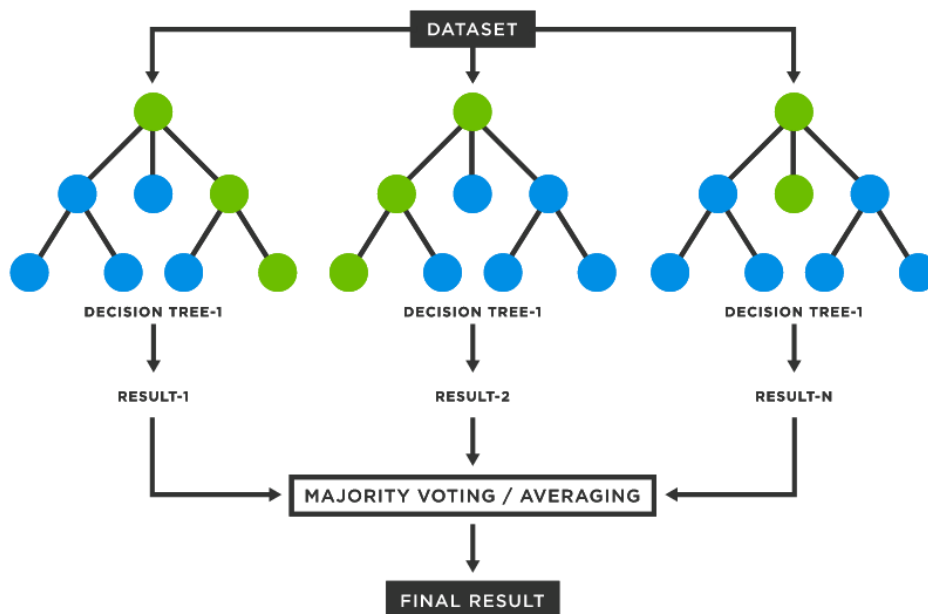 DATASET
DECISION TREE-1
DECISION TREE-1
DECISION TREE-1
RESULT-1
RESULT-2
RESULT-N
MAJORITY VOTING / AVERAGING
FINAL RESULT